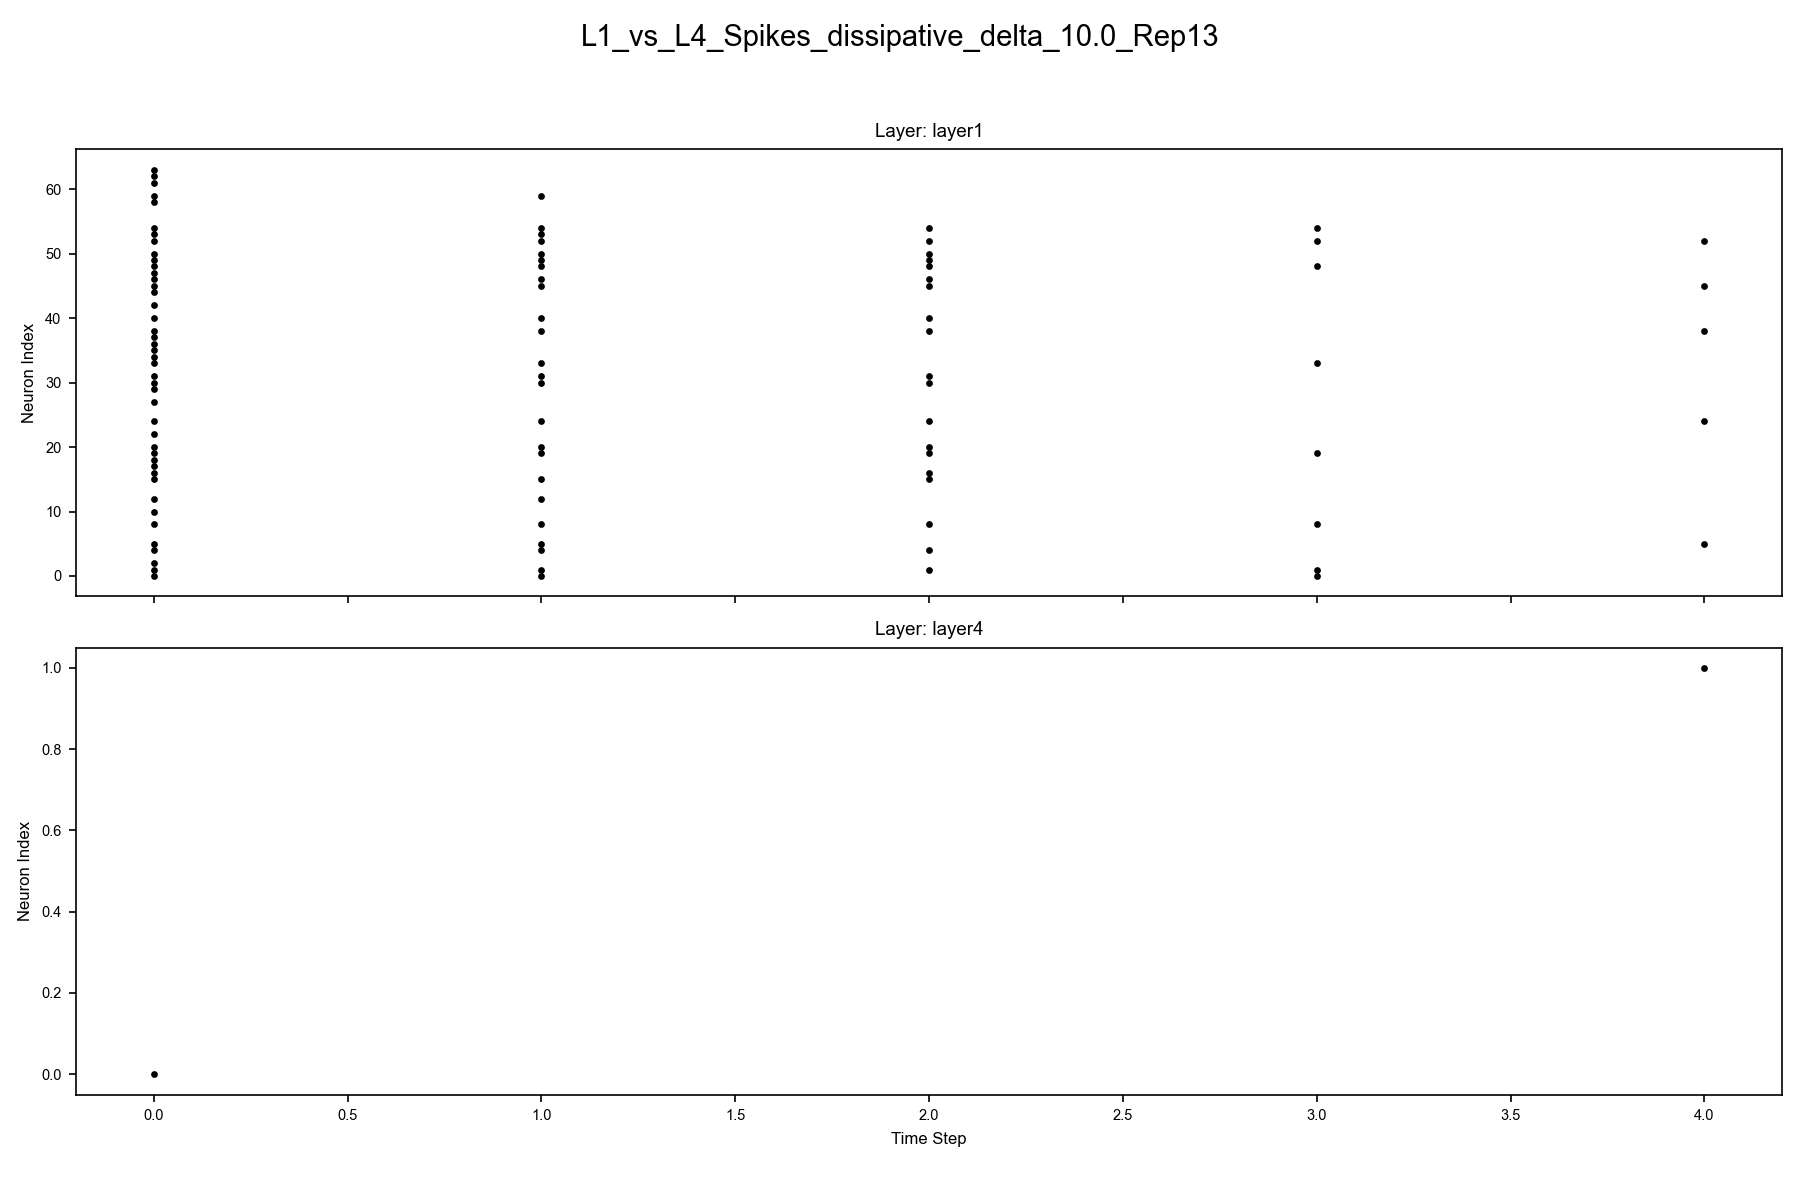 L1_vs_L4_Spikes_dissipative_delta_10.0_Rep13
Layer: layer1
Neuron Index
60
50
40
30
20
10
0
Layer: layer4
Neuron Index
1.0
0.8
0.6
0.4
0.2
0.0
0.0 0.5 1.0 1.5 2.0 2.5 3.0 3.5 4.0
Time Step